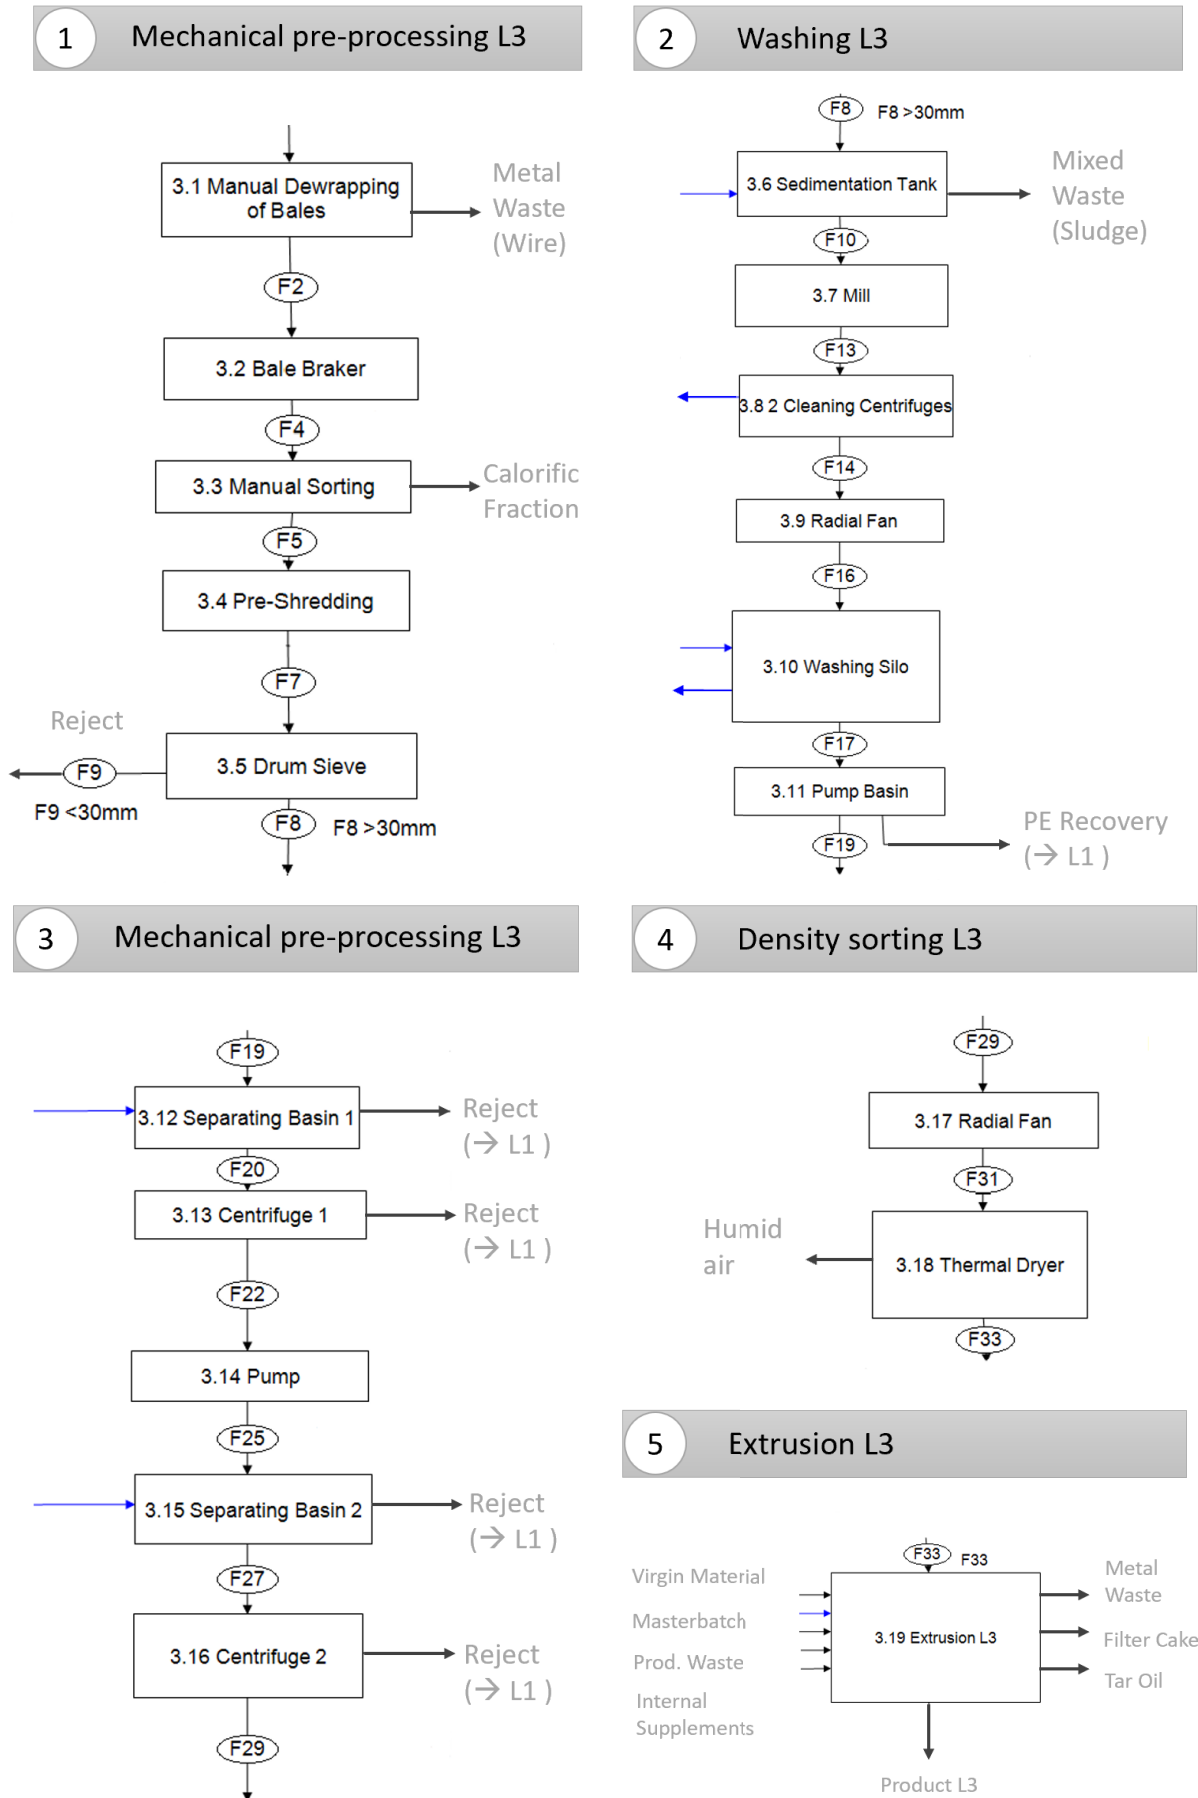 1
Mechanical pre-processing L3
3.1 Manual Dewrapping
of Bales
Metal
Waste
(Wire)
F2
3.2 Bale Braker
F4
3.3 Manual Sorting
Calorific
Fraction
F5
3.4 Pre-Shredding
F7
Reject
3.5 Drum Sieve
F9
F9 <30mm
F8
F8 >30mm
2
Washing L3
F8
F8 >30mm
3.6 Sedimentation Tank
Mixed
Waste
(Sludge)
F10
3.7 Mill
F13
3.8 2 Cleaning Centrifuges
F14
3.9 Radial Fan
F16
3.10 Washing Silo
F17
3.11 Pump Basin
F19
PE Recovery
(→ L1 )
3
Mechanical pre-processing L3
F19
3.12 Separating Basin 1
Reject
(→ L1 )
F20
3.13 Centrifuge 1
Reject
(→ L1 )
F22
3.14 Pump
F25
3.15 Separating Basin 2
Reject
(→ L1 )
F27
3.16 Centrifuge 2
Reject
(→ L1 )
F29
4
Density sorting L3
F29
3.17 Radial Fan
F31
Humid
air
3.18 Thermal Dryer
F33
5
Extrusion L3
F33
F33
Virgin Material
Masterbatch
Prod. Waste
Internal
Supplements
3.19 Extrusion L3
Metal
Waste
Filter Cake
Tar Oil
Product L3